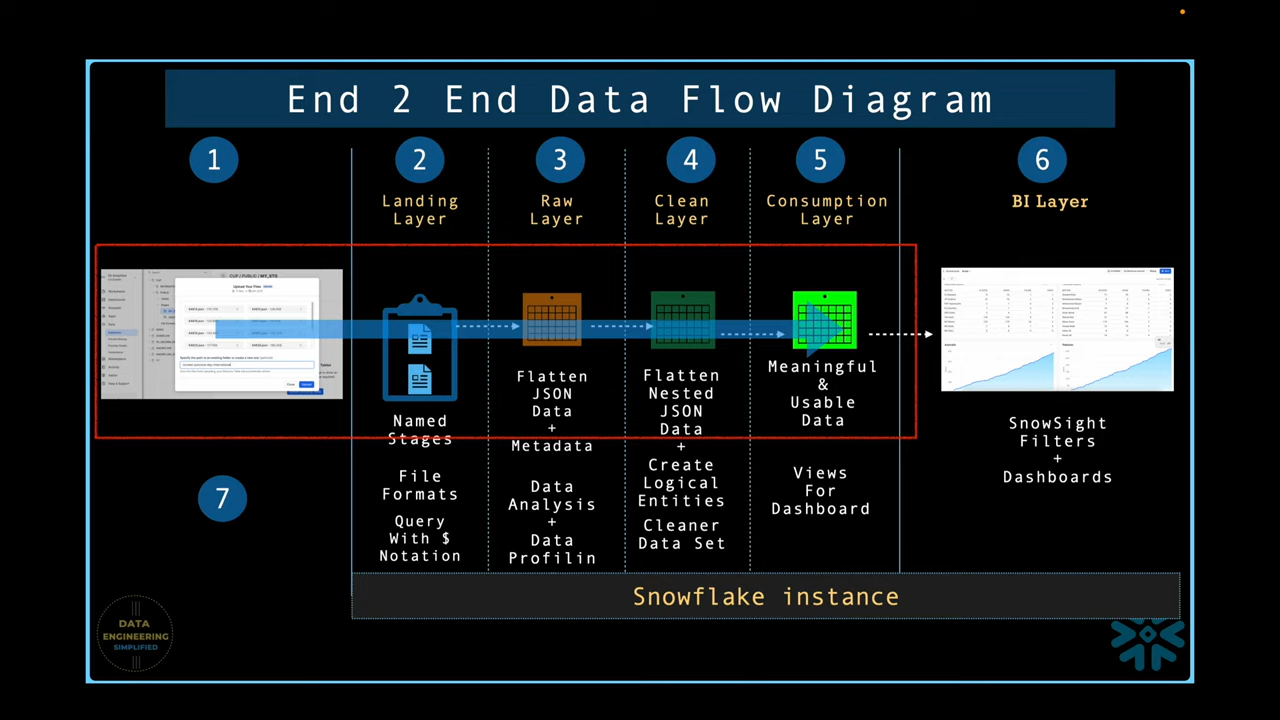 End 2 End Data Flow Diagram
1
2
Landing
Layer
3
Raw
Layer
4
Clean
Layer
5
Consumption
Layer
6
BI Layer
Upload Your Files
Named
Stages
File
Formats
Query
With $
Notation
Flatten
JSON
Data
+
Metadata
Data
Analysis
+
Data
Profilin
Flatten
Nested
JSON
Data
+
Create
Logical
Entities
Cleaner
Data Set
Meaningful
&
Usable
Data
Views
For
Dashboard
SnowSight
Filters
+
Dashboards
7
Snowflake instance
DATA
ENGINEERING
SIMPLIFIED